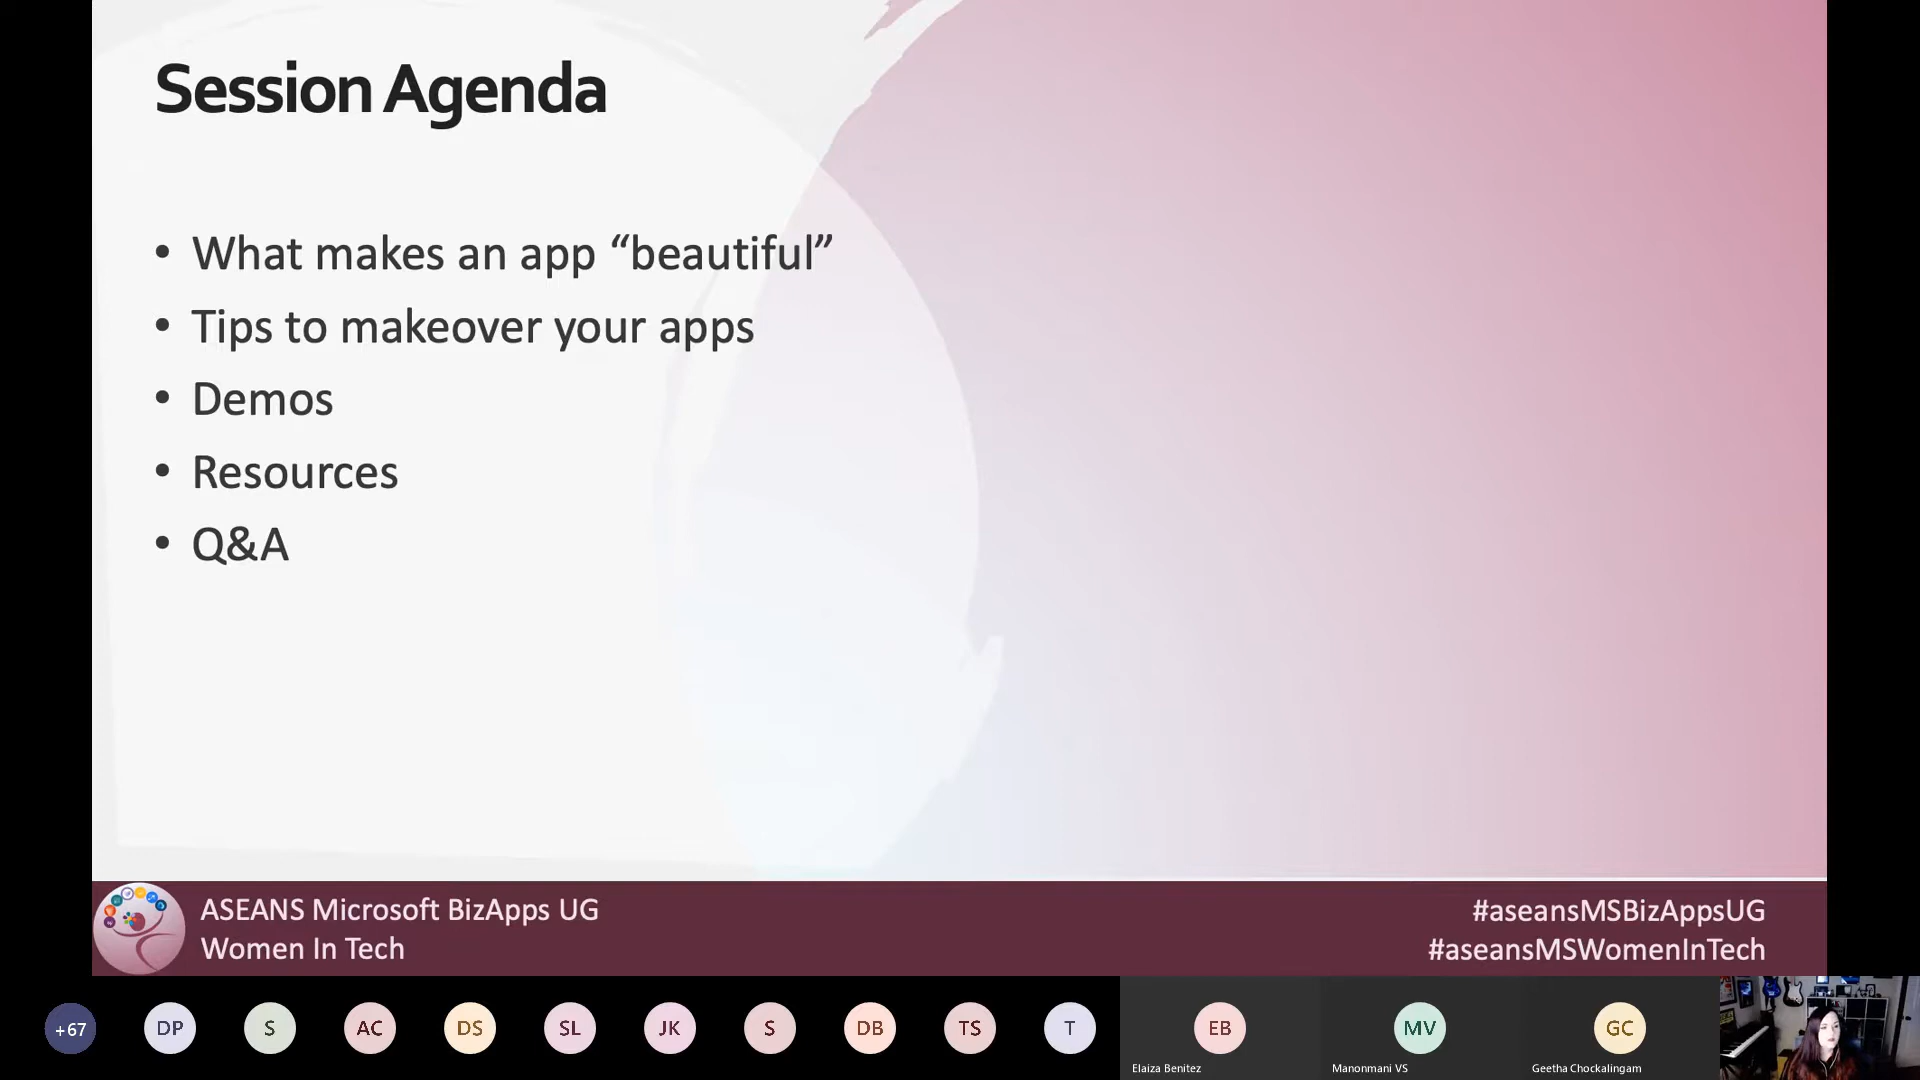 Session Agenda
• What makes an app “beautiful”
• Tips to makeover your apps
• Demos
• Resources
• Q&A
ASEANS Microsoft BizApps UG
Women In Tech
#aseansMSBizAppsUG
#aseansMSWomenInTech
+67
DP
S
AC
DS
SL
JK
S
DB
TS
T
EB
MV
GC
Elaiza Benitez
Manonmani VS
Geetha Chockalingam